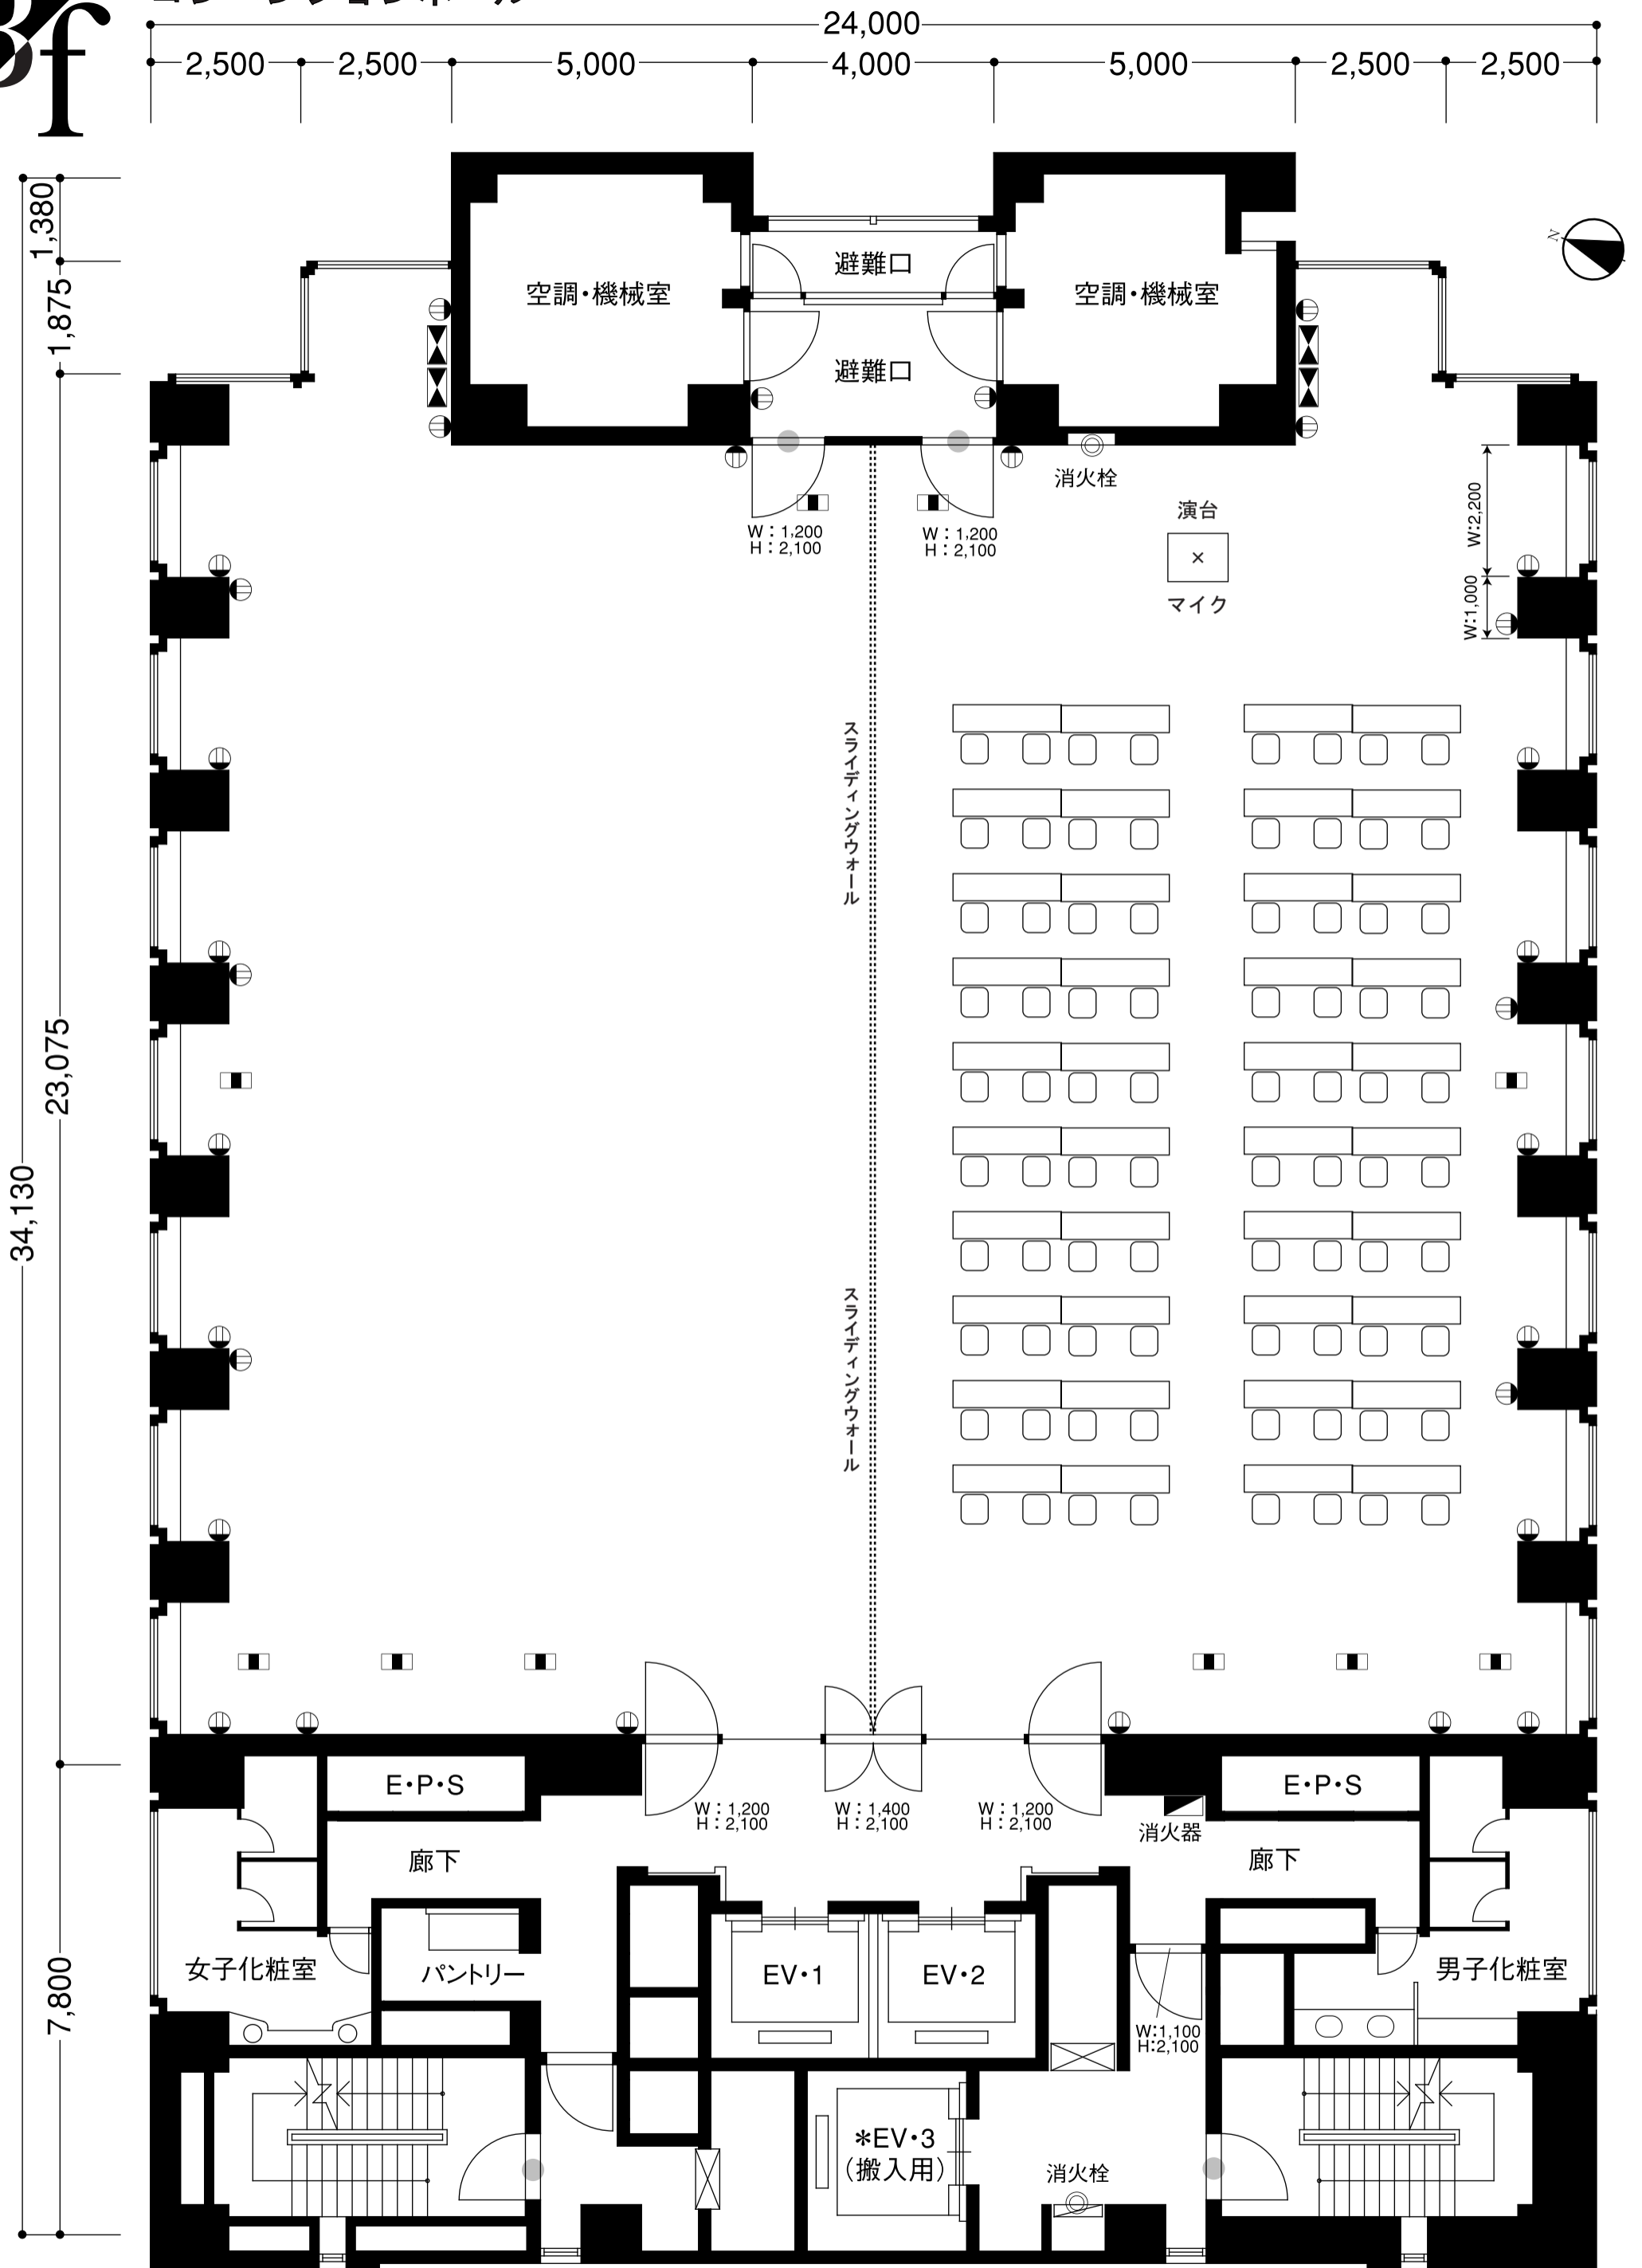 f
24,000
2,500
2,500
5,000
4,000
5,000
2,500
2,500
1,380
1,875
23,075
34,130
7,800
N
避難口
空調・機械室
空調・機械室
避難口
消火栓
W：1,200
H：2,100
W：1,200
H：2,100
演台
×
マイク
W:2,200
W:1,000
スライディングウォール
スライディングウォール
E・P・S
E・P・S
W：1,200
H：2,100
W：1,400
H：2,100
W：1,200
H：2,100
消火器
廊下
廊下
女子化粧室
パントリー
EV・1
EV・2
男子化粧室
W:1,100
H:2,100
＊EV・3
（搬入用）
消火栓